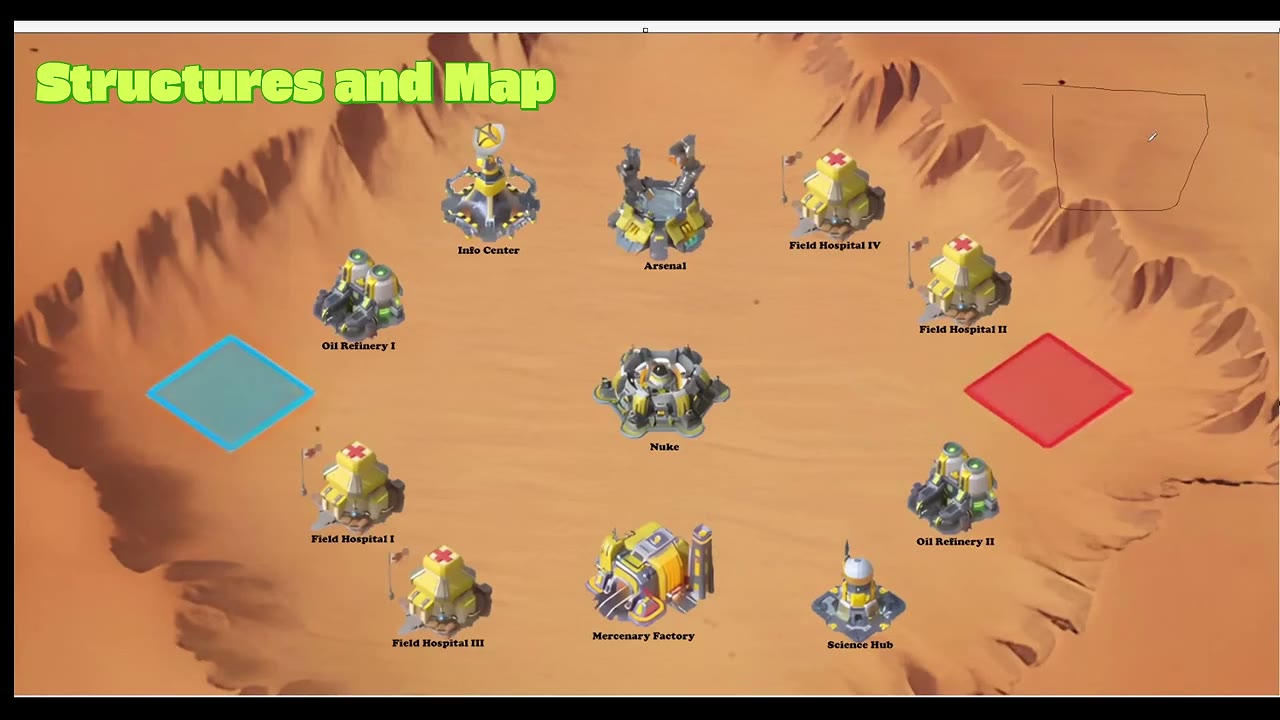 Structures and Map
Info Center
Arsenal
Field Hospital IV
Field Hospital II
Oil Refinery I
Nuke
Field Hospital I
Oil Refinery II
Mercenary Factory
Field Hospital III
Science Hub